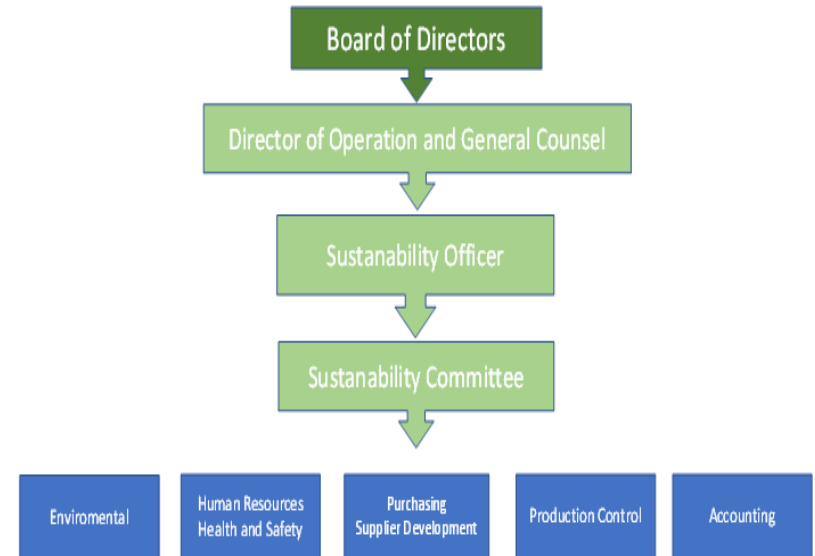 Board of Directors
Director of Operation and General Counsel
Sustanability Officer
Sustanability Committee
Enviromental
Human Resources
Health and Safety
Purchasing
Supplier Development
Production Control
Accounting